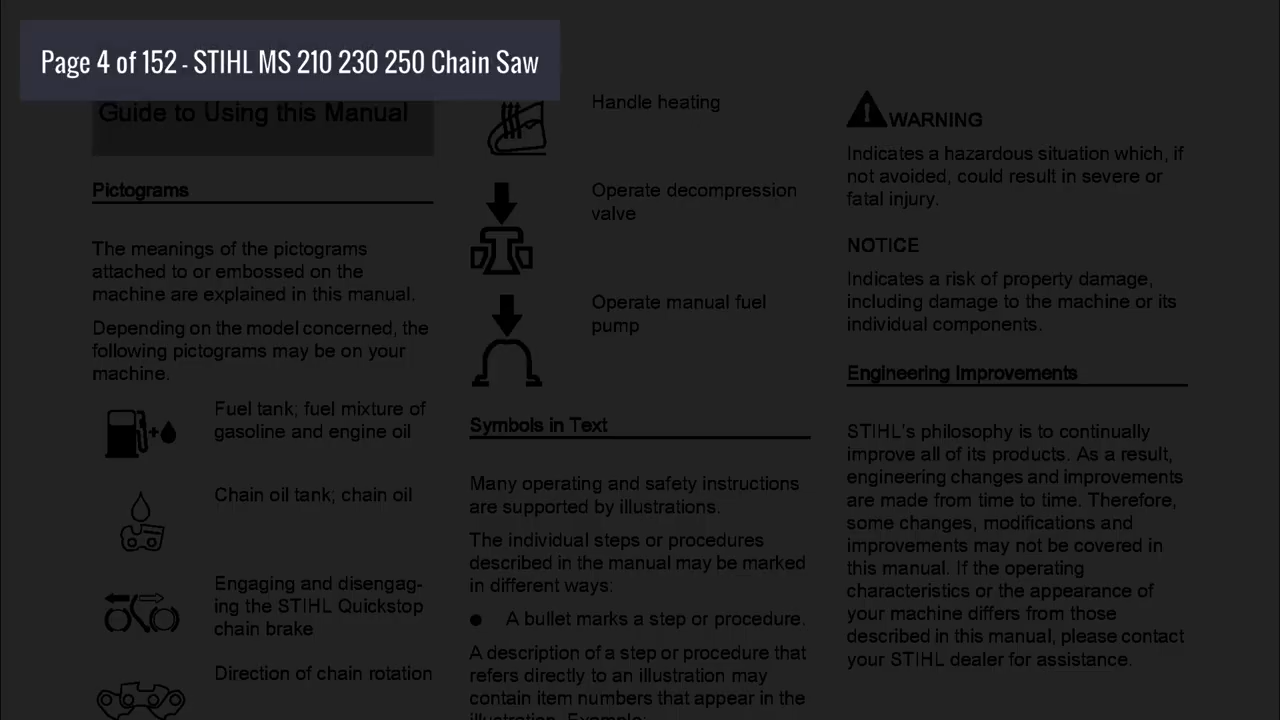 Page 4 of 152 - STIHL MS 210 230 250 Chain Saw
Guide to Using this Manual
Pictograms
The meanings of the pictograms
attached to or embossed on the
machine are explained in this manual.
Depending on the model concerned, the
following pictograms may be on your
machine.
Fuel tank; fuel mixture of
gasoline and engine oil
Chain oil tank; chain oil
Engaging and disengag-
ing the STIHL Quickstop
chain brake
Direction of chain rotation
Handle heating
Operate decompression
valve
Operate manual fuel
pump
Symbols in Text
Many operating and safety instructions
are supported by illustrations.
The individual steps or procedures
described in the manual may be marked
in different ways:
● A bullet marks a step or procedure.
A description of a step or procedure that
refers directly to an illustration may
contain item numbers that appear in the
illustration. Example:
WARNING
Indicates a hazardous situation which, if
not avoided, could result in severe or
fatal injury.
NOTICE
Indicates a risk of property damage,
including damage to the machine or its
individual components.
Engineering Improvements
STIHL's philosophy is to continually
improve all of its products. As a result,
engineering changes and improvements
are made from time to time. Therefore,
some changes, modifications and
improvements may not be covered in
this manual. If the operating
characteristics or the appearance of
your machine differs from those
described in this manual, please contact
your STIHL dealer for assistance.